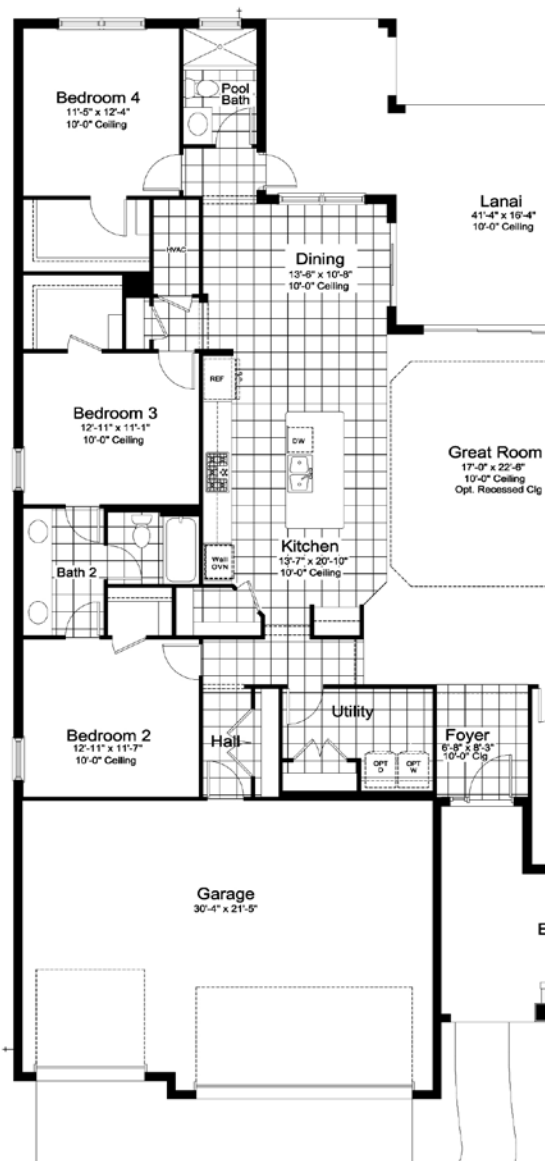 Pool
Bath
Bedroom 4
11'-5" x 12'-4"
10'-0" Ceiling
Lanai
41'-4" x 16'-4"
10'-0" Ceiling
HVAC
Dining
13'-6" x 10'-8"
10'-0" Ceiling
REF
Bedroom 3
12'-11" x 11'-1"
10'-0" Ceiling
DW
Great Room
17'-0" x 22'-6"
10'-0" Ceiling
Opt. Recessed Clg
Kitchen
13'-7" x 20'-10"
10'-0" Ceiling
Wall
OVN
Bath 2
Utility
Bedroom 2
12'-11" x 11'-7"
10'-0" Ceiling
Hall
Foyer
6'-8" x 8'-3"
10'-0" Clg
OPT
D
OPT
W
Garage
30'-4" x 21'-5"
E